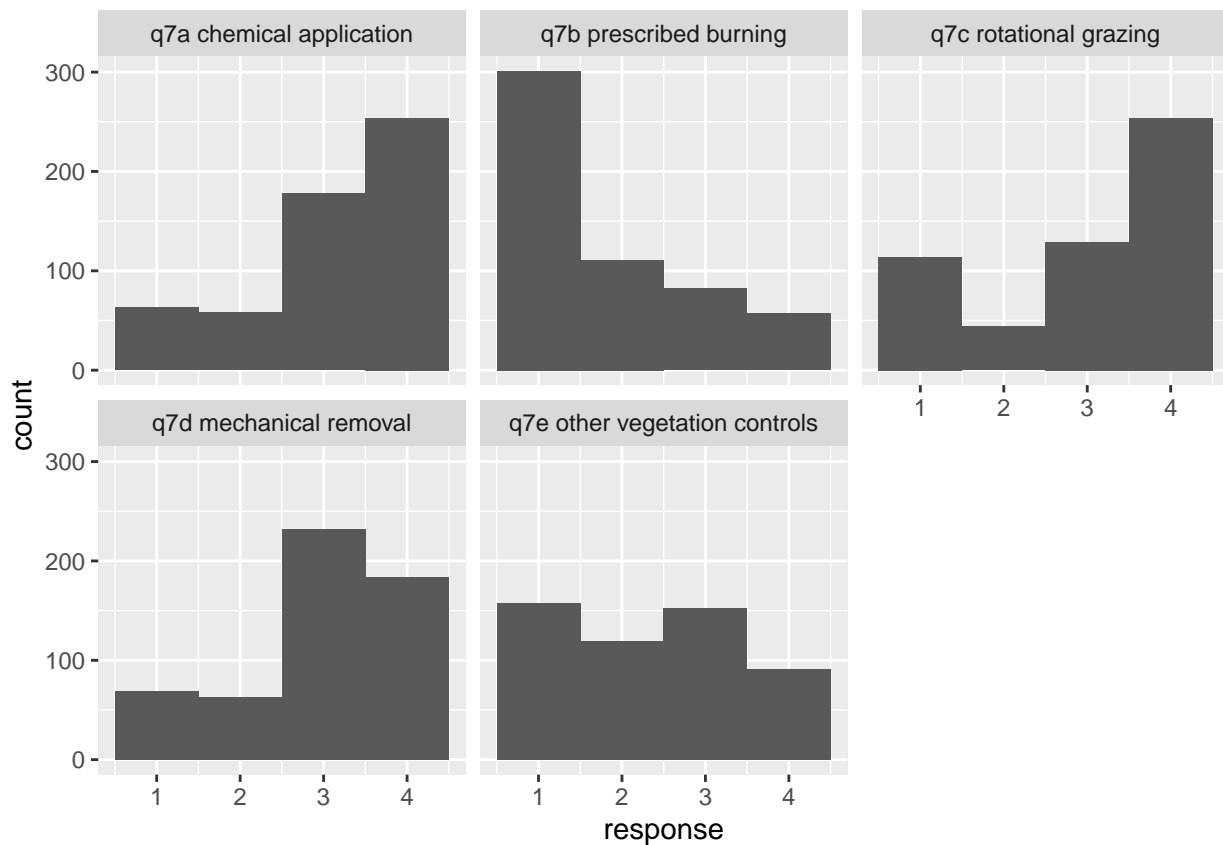 q7a chemical application
q7b prescribed burning
q7c rotational grazing
300
200
100
0
1 2 3 4
q7d mechanical removal
q7e other vegetation controls
300
200
100
0
1 2 3 4
1 2 3 4
count
response